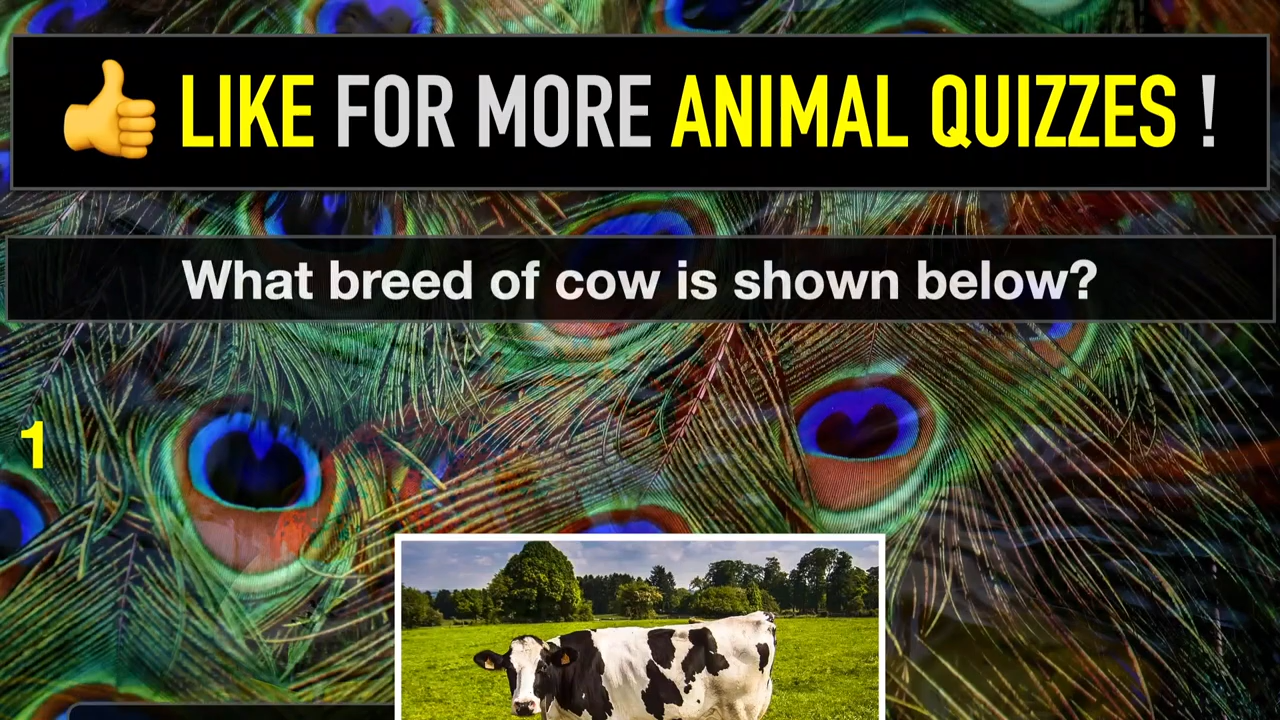 👍 LIKE FOR MORE ANIMAL QUIZZES !
What breed of cow is shown below?
1